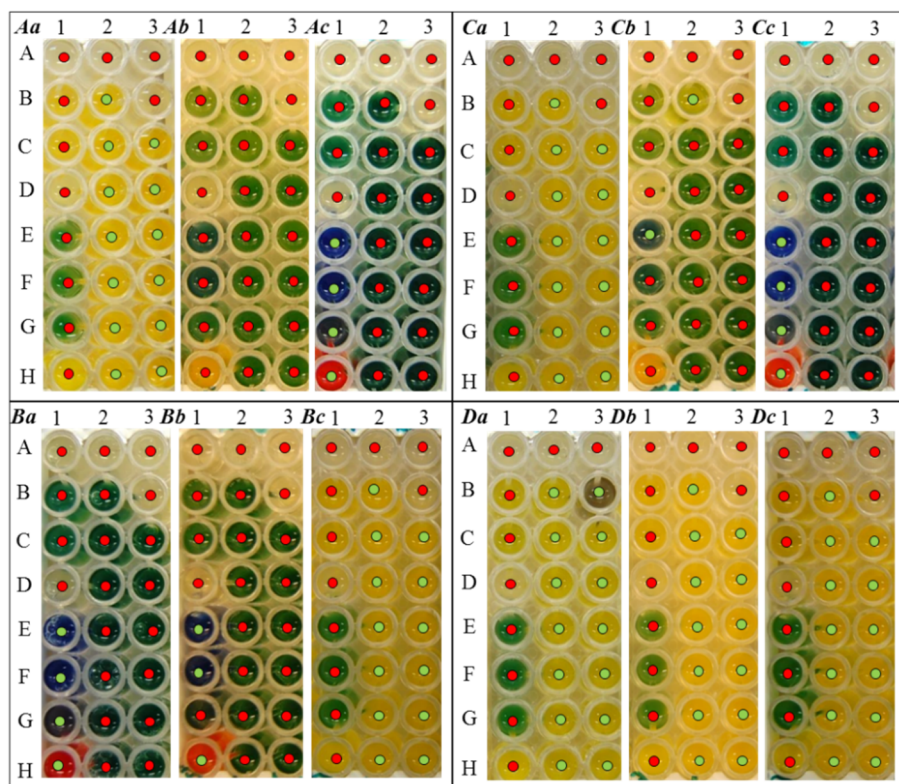 Aa 1 2 3 Ab 1 2 3 Ac 1 2 3
A
B
C
D
E
F
G
H
Ca 1 2 3 Cb 1 2 3 Cc 1 2 3
A
B
C
D
E
F
G
H
Ba 1 2 3 Bb 1 2 3 Bc 1 2 3
A
B
C
D
E
F
G
H
Da 1 2 3 Db 1 2 3 Dc 1 2 3
A
B
C
D
E
F
G
H